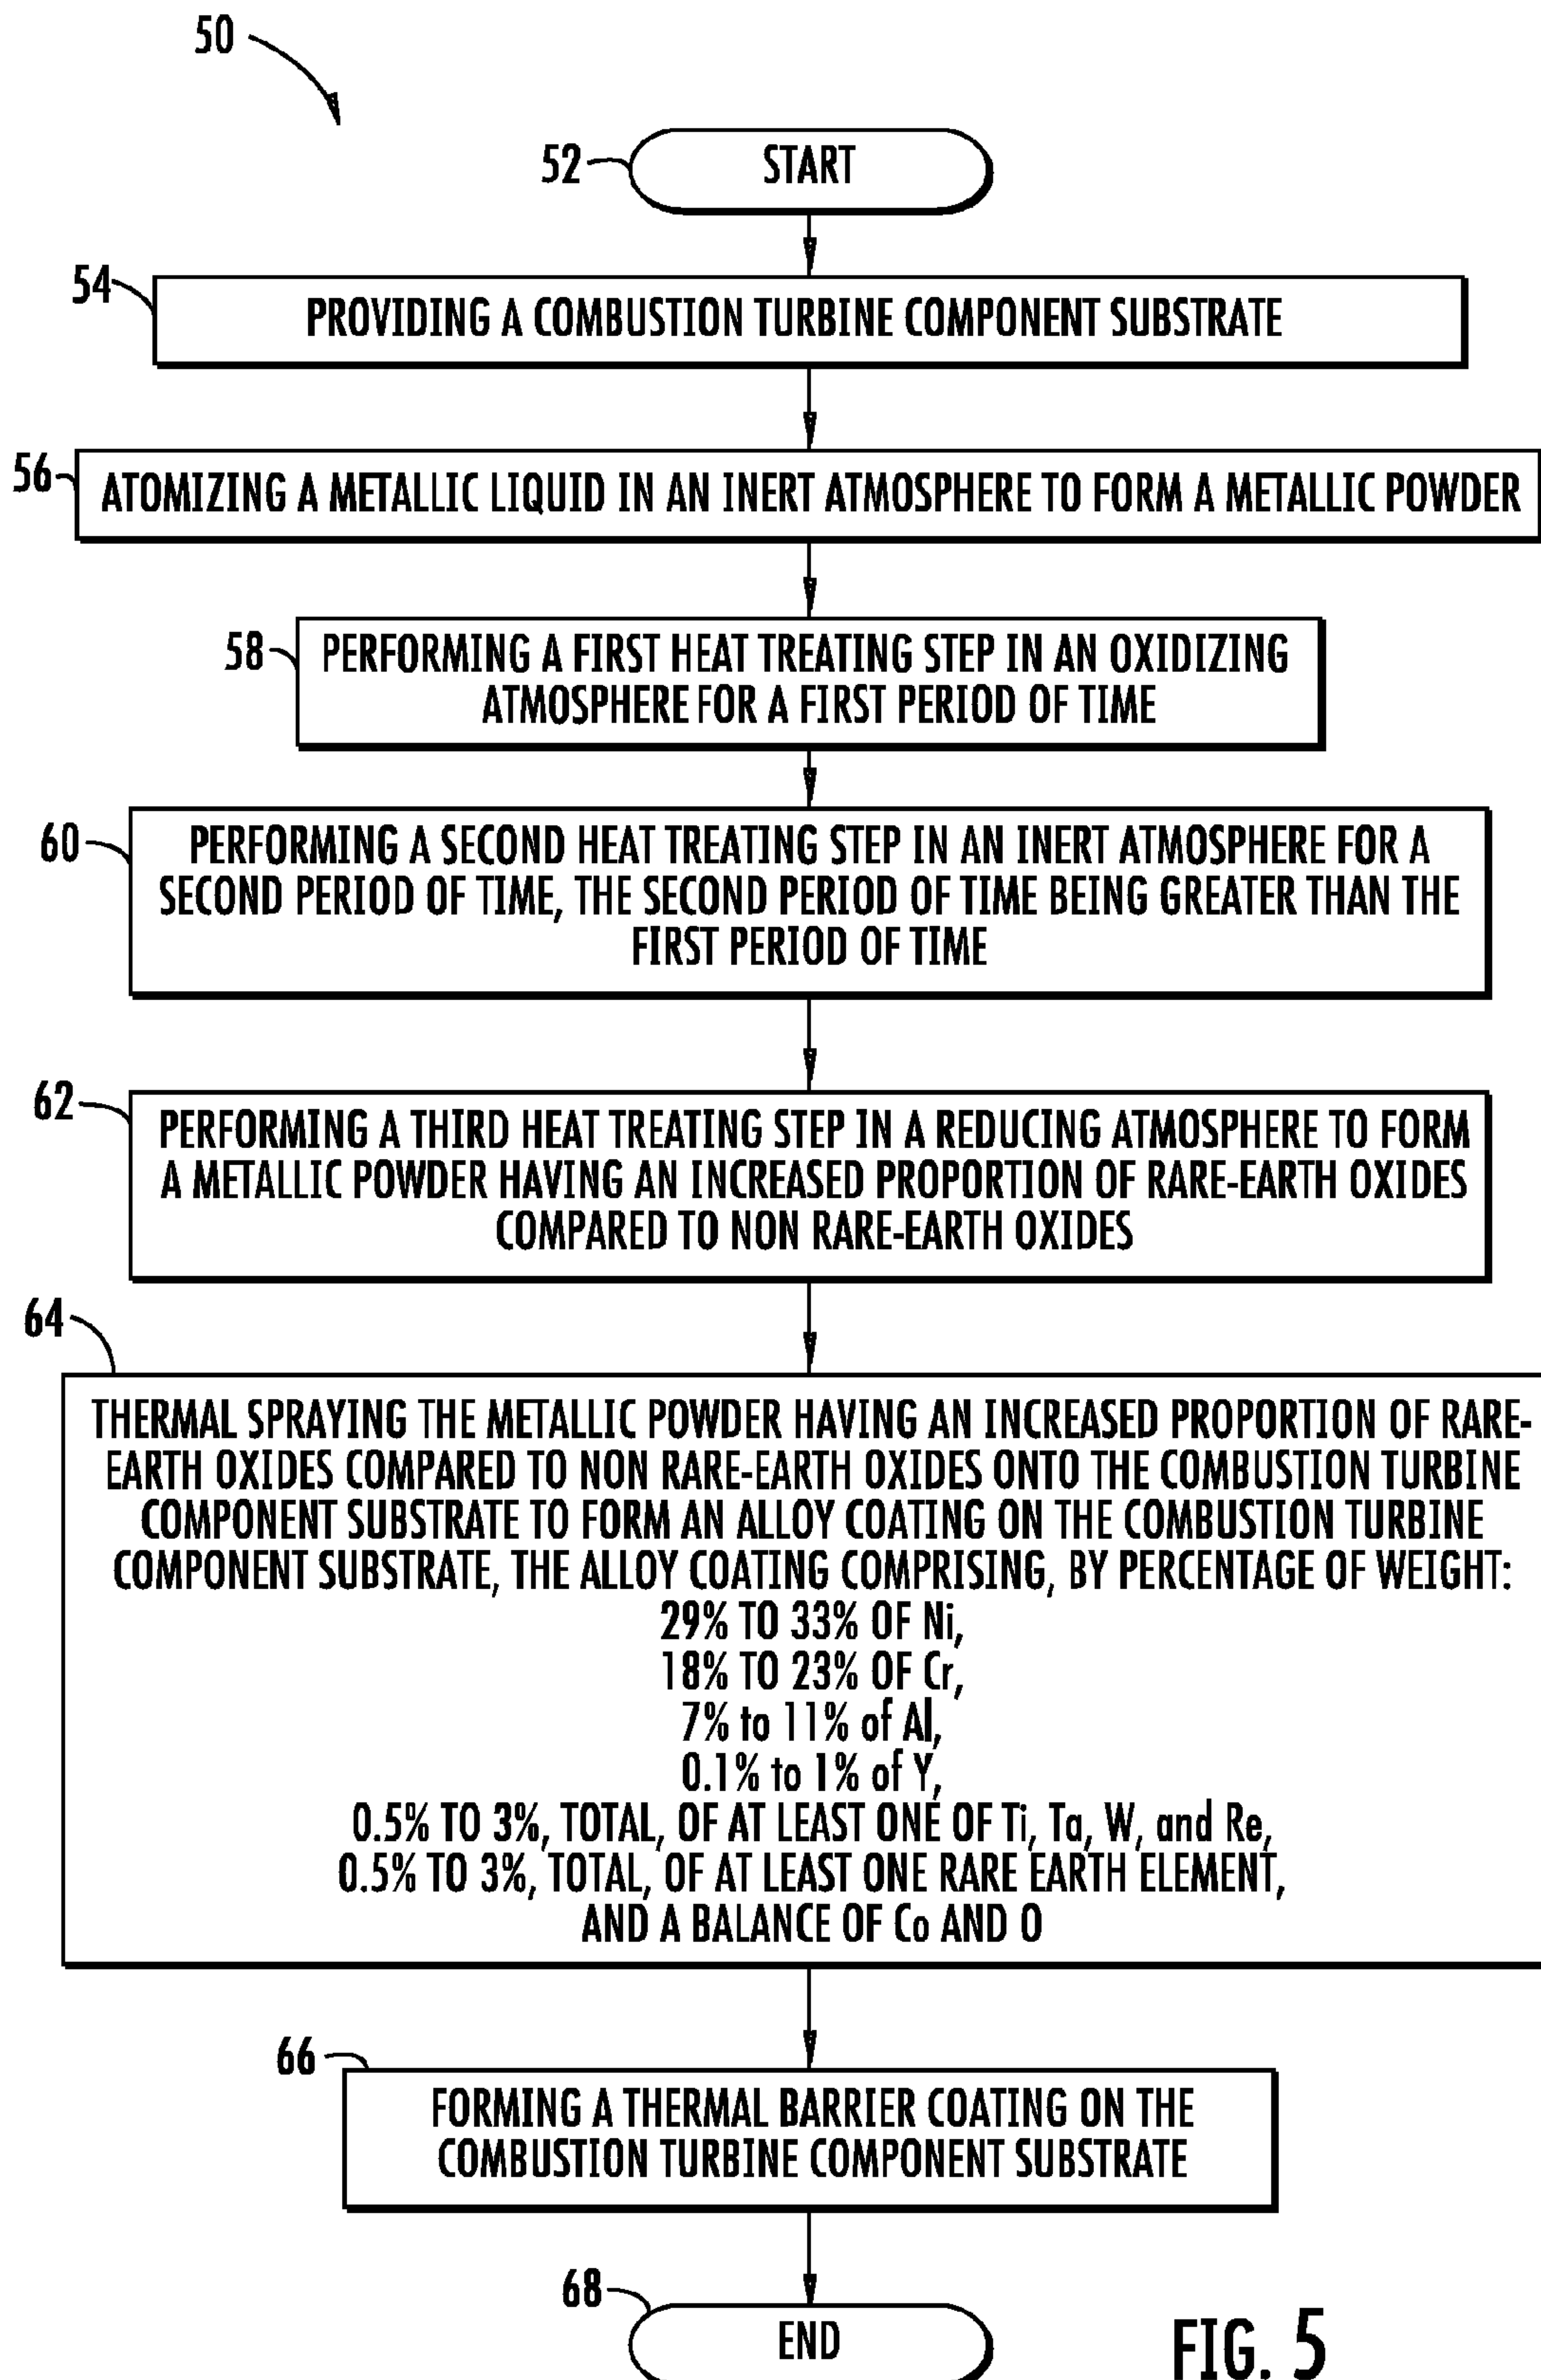 50
52
START
54
PROVIDING A COMBUSTION TURBINE COMPONENT SUBSTRATE
56
ATOMIZING A METALLIC LIQUID IN AN INERT ATMOSPHERE TO FORM A METALLIC POWDER
58
PERFORMING A FIRST HEAT TREATING STEP IN AN OXIDIZING
ATMOSPHERE FOR A FIRST PERIOD OF TIME
60
PERFORMING A SECOND HEAT TREATING STEP IN AN INERT ATMOSPHERE FOR A
SECOND PERIOD OF TIME, THE SECOND PERIOD OF TIME BEING GREATER THAN THE
FIRST PERIOD OF TIME
62
PERFORMING A THIRD HEAT TREATING STEP IN A REDUCING ATMOSPHERE TO FORM
A METALLIC POWDER HAVING AN INCREASED PROPORTION OF RARE-EARTH OXIDES
COMPARED TO NON RARE-EARTH OXIDES
64
THERMAL SPRAYING THE METALLIC POWDER HAVING AN INCREASED PROPORTION OF RARE-
EARTH OXIDES COMPARED TO NON RARE-EARTH OXIDES ONTO THE COMBUSTION TURBINE
COMPONENT SUBSTRATE TO FORM AN ALLOY COATING ON THE COMBUSTION TURBINE
COMPONENT SUBSTRATE, THE ALLOY COATING COMPRISING, BY PERCENTAGE OF WEIGHT:
29% TO 33% OF Ni,
18% TO 23% OF Cr,
7% to 11% of Al,
0.1% to 1% of Y,
0.5% TO 3%, TOTAL, OF AT LEAST ONE OF Ti, Ta, W, and Re,
0.5% TO 3%, TOTAL, OF AT LEAST ONE RARE EARTH ELEMENT,
AND A BALANCE OF Co AND O
66
FORMING A THERMAL BARRIER COATING ON THE
COMBUSTION TURBINE COMPONENT SUBSTRATE
68
END
FIG. 5